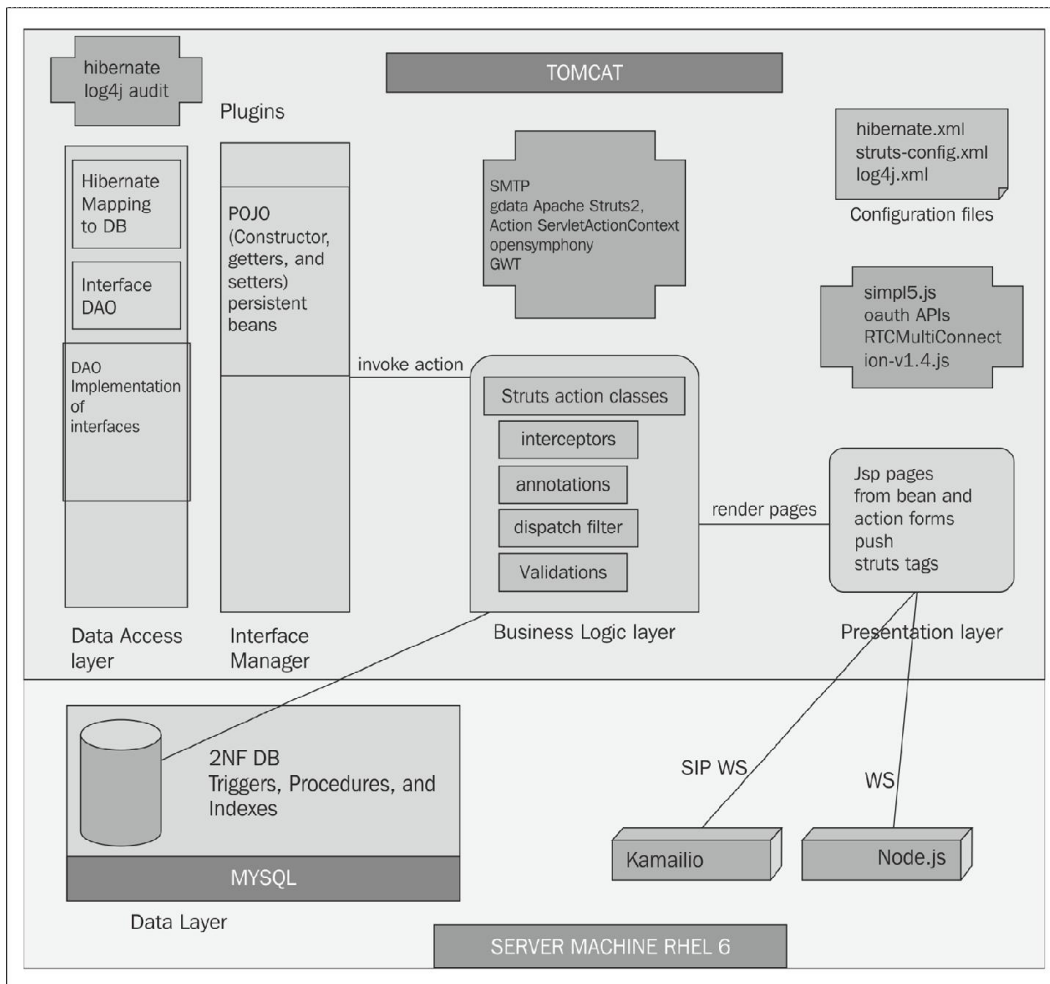 hibernate
log4j audit
TOMCAT
Plugins
hibernate.xml
struts-config.xml
log4j.xml
Configuration files
Hibernate
Mapping
to DB
Interface
DAO
DAO
Implementation
of
interfaces
POJO
(Constructor,
getters, and
setters)
persistent
beans
SMTP
gdata Apache Struts2,
Action ServletActionContext
opensymphony
GWT
simpl5.js
oauth APIs
RTCMultiConnect
ion-v1.4.js
invoke action
Struts action classes
interceptors
annotations
dispatch filter
Validations
render pages
Jsp pages
from bean and
action forms
push
struts tags
Data Access
layer
Interface
Manager
Business Logic layer
Presentation layer
2NF DB
Triggers, Procedures, and
Indexes
MYSQL
Data Layer
SIP WS
WS
Kamailio
Node.js
SERVER MACHINE RHEL 6